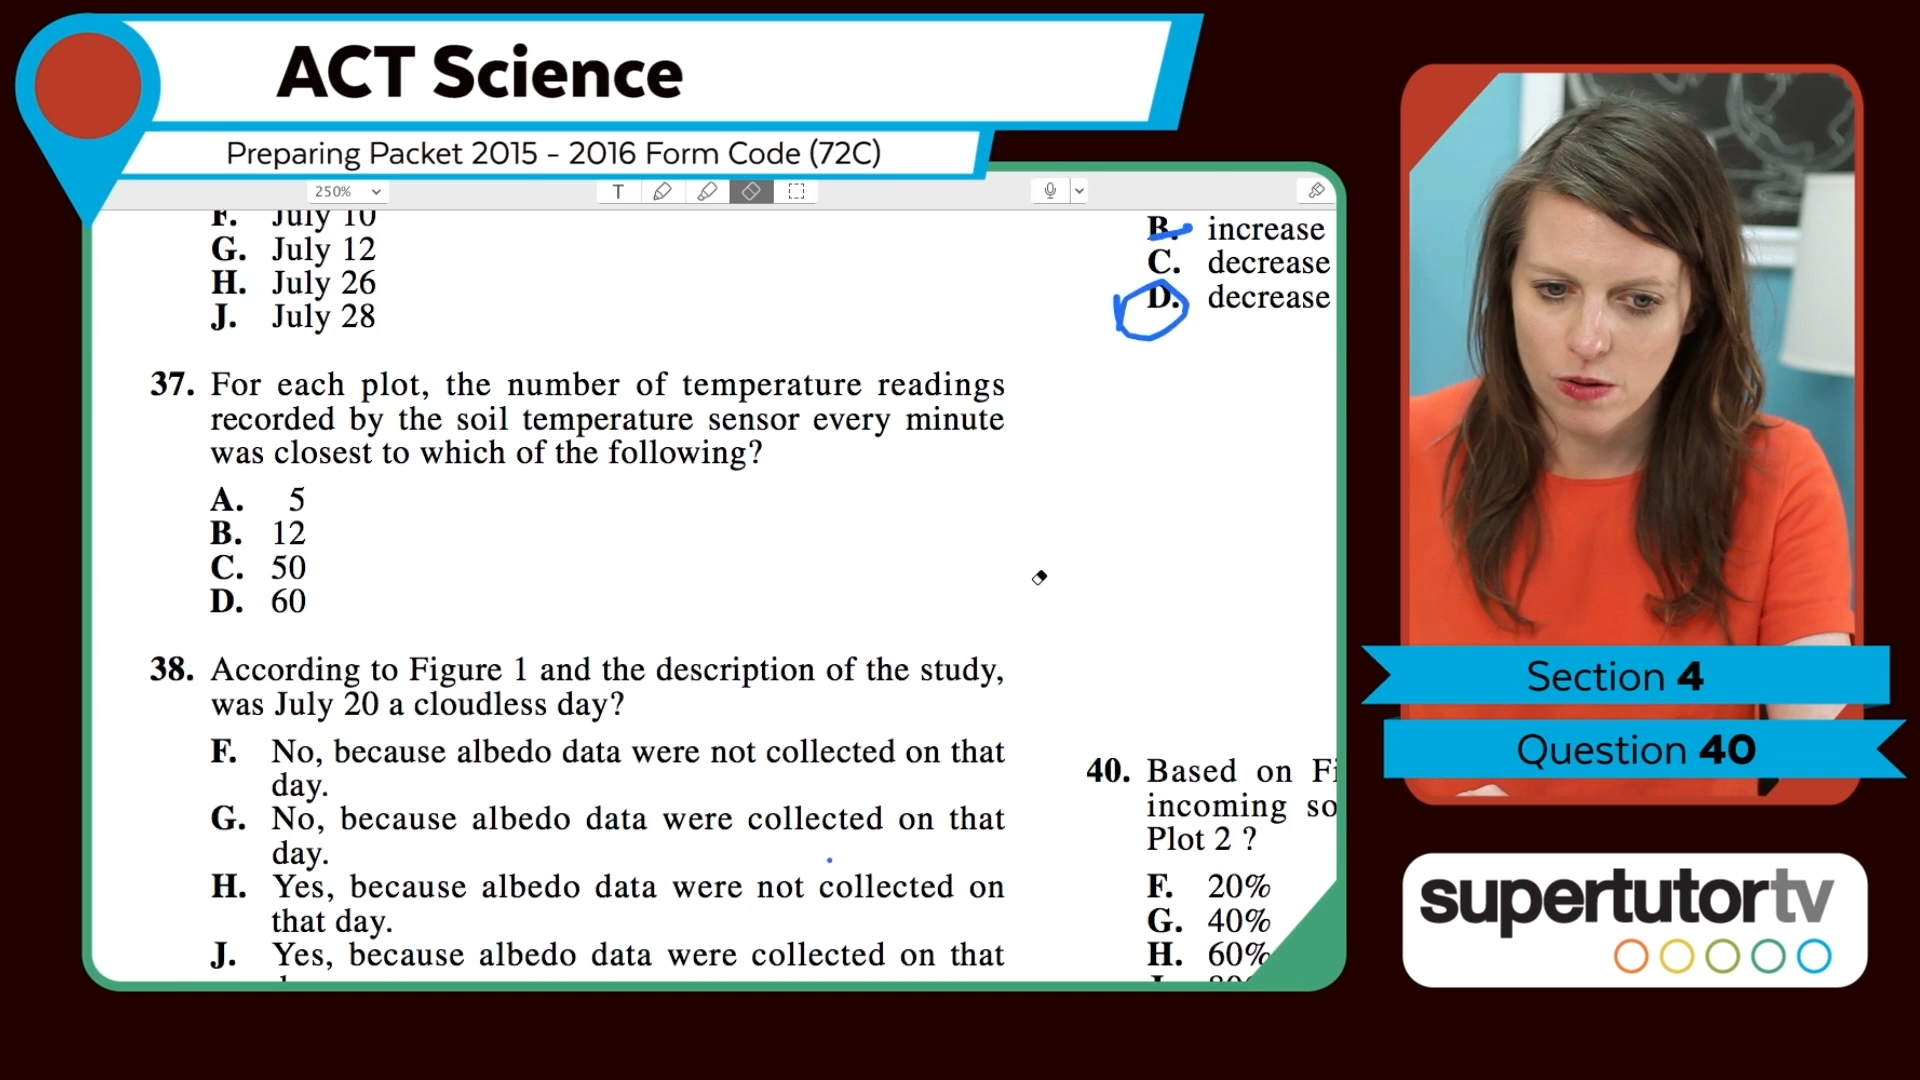 ACT Science
Preparing Packet 2015 - 2016 Form Code (72C)
250%
T
F. July 10
G. July 12
H. July 26
J. July 28
37. For each plot, the number of temperature readings
recorded by the soil temperature sensor every minute
was closest to which of the following?
A. 5
B. 12
C. 50
D. 60
38. According to Figure 1 and the description of the study,
was July 20 a cloudless day?
F. No, because albedo data were not collected on that
day.
G. No, because albedo data were collected on that
day.
H. Yes, because albedo data were not collected on
that day.
J. Yes, because albedo data were collected on that
B. increase
C. decrease
D. decrease
40. Based on Fi
incoming so
Plot 2 ?
F. 20%
G. 40%
H. 60%
Section 4
Question 40
supertutortv